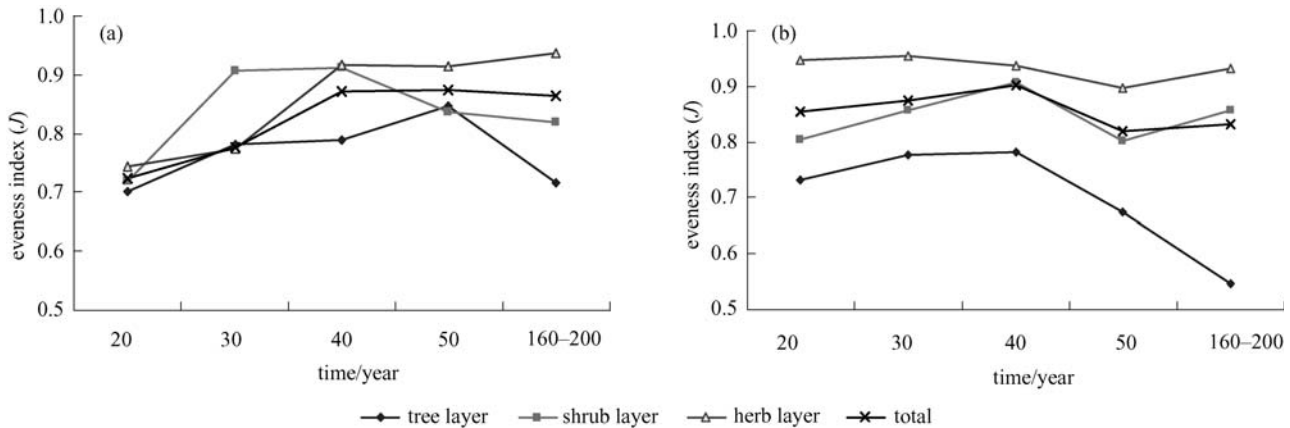 (a)
eveness index (J)
1.0
0.9
0.8
0.7
0.6
0.5
20 30 40 50 160–200
time/year
(b)
eveness index (J)
1.0
0.9
0.8
0.7
0.6
0.5
20 30 40 50 160–200
time/year
tree layer shrub layer herb layer total